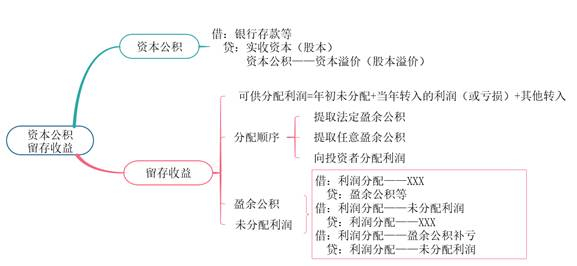 资本公积
留存收益
资本公积
借：银行存款等
贷：实收资本（股本）
资本公积——资本溢价（股本溢价）
留存收益
可供分配利润=年初未分配+当年转入的利润（或亏损）+其他转入
分配顺序
提取法定盈余公积
提取任意盈余公积
向投资者分配利润
盈余公积
未分配利润
借：利润分配——XXX
贷：盈余公积等
借：利润分配——未分配利润
贷：利润分配——XXX
借：利润分配——盈余公积补亏
贷：利润分配——未分配利润